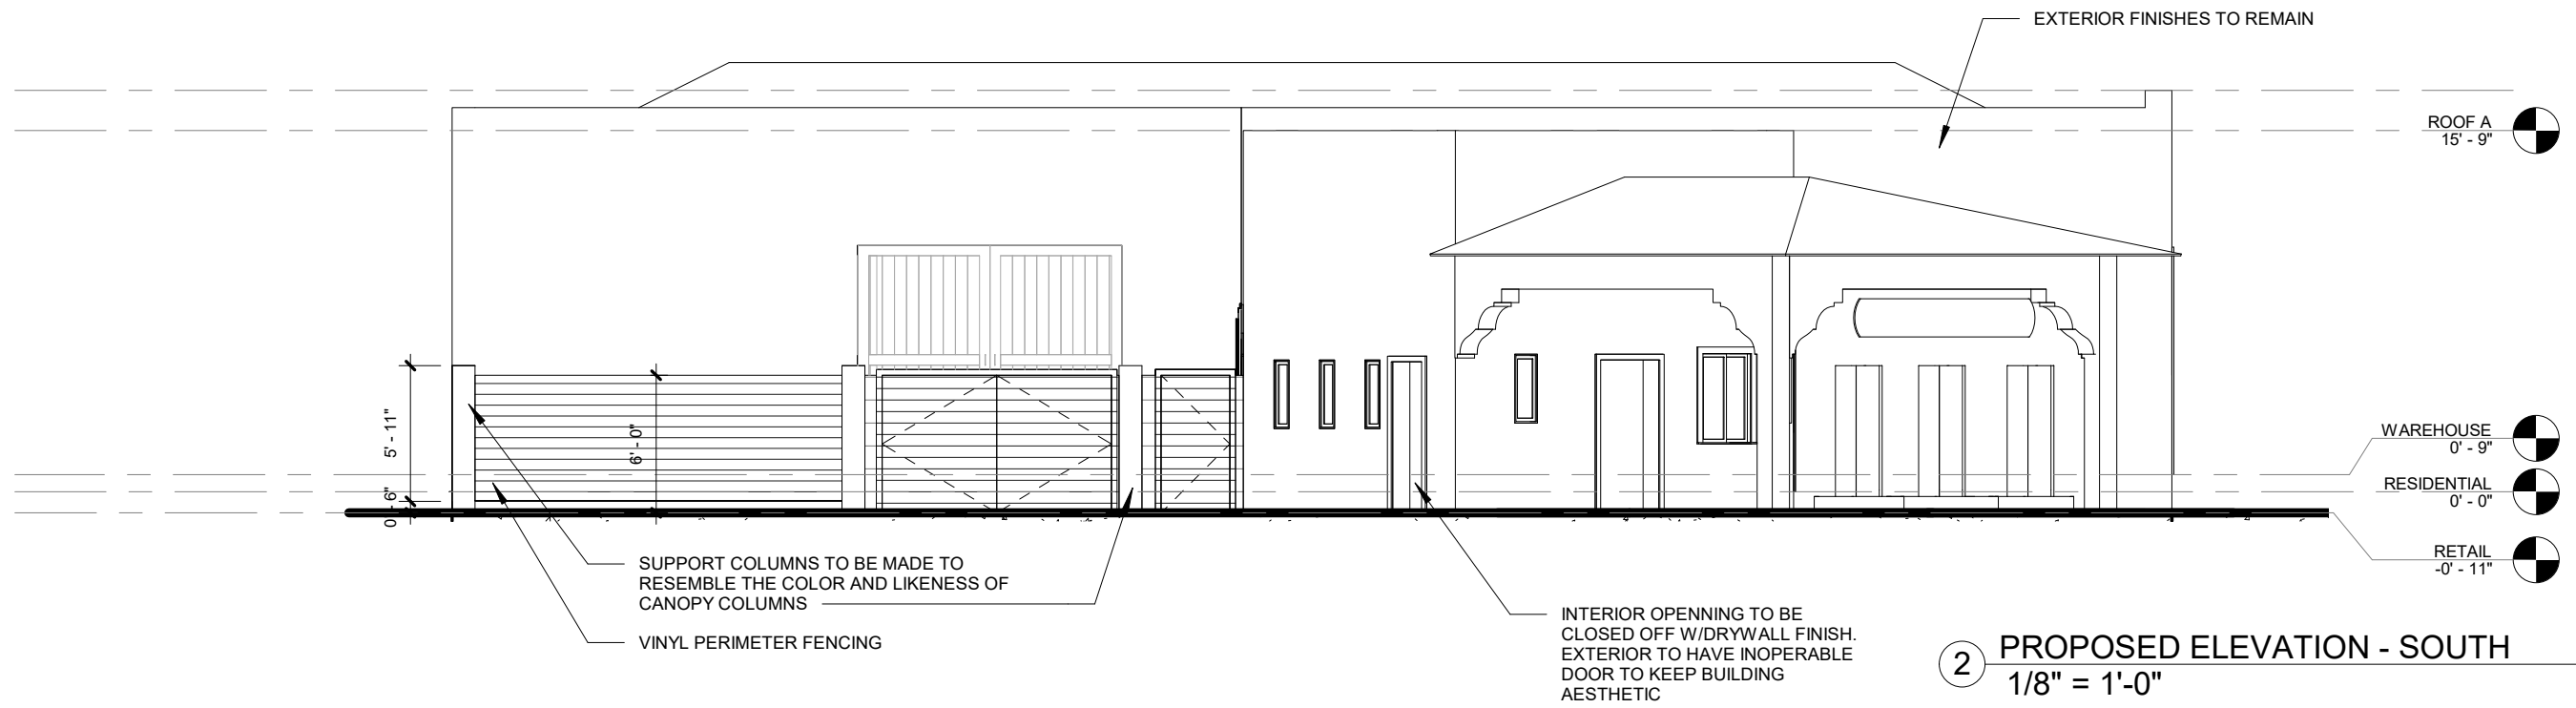 EXTERIOR FINISHES TO REMAIN
ROOF A
15' - 9"
5' - 11"
6' - 0"
0' - 6"
WAREHOUSE
0' - 9"
RESIDENTIAL
0' - 0"
RETAIL
-0' - 11"
SUPPORT COLUMNS TO BE MADE TO
RESEMBLE THE COLOR AND LIKENESS OF
CANOPY COLUMNS
VINYL PERIMETER FENCING
INTERIOR OPENNING TO BE
CLOSED OFF W/DRYWALL FINISH.
EXTERIOR TO HAVE INOPERABLE
DOOR TO KEEP BUILDING
AESTHETIC
2 PROPOSED ELEVATION - SOUTH
1/8" = 1'-0"